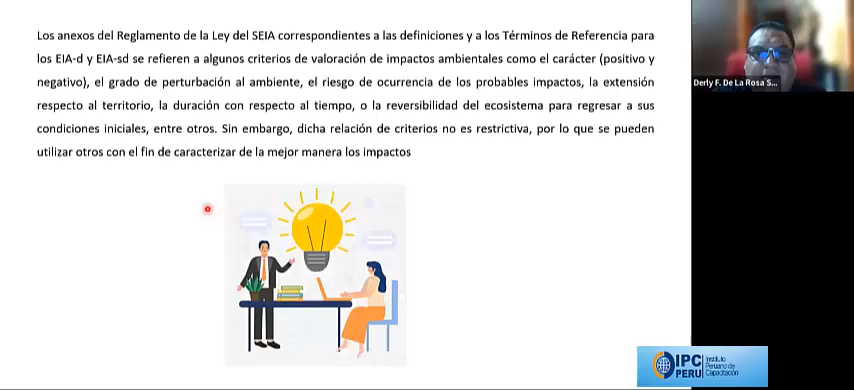 Los anexos del Reglamento de la Ley del SEIA correspondientes a las definiciones y a los Términos de Referencia para
los EIA-d y EIA-sd se refieren a algunos criterios de valoración de impactos ambientales como el carácter (positivo y
negativo), el grado de perturbación al ambiente, el riesgo de ocurrencia de los probables impactos, la extensión
respecto al territorio, la duración con respecto al tiempo, o la reversibilidad del ecosistema para regresar a sus
condiciones iniciales, entre otros. Sin embargo, dicha relación de criterios no es restrictiva, por lo que se pueden
utilizar otros con el fin de caracterizar de la mejor manera los impactos
Derly F. De La Rosa S...
IPC
PERU
Instituto
Peruano de
Capacitación